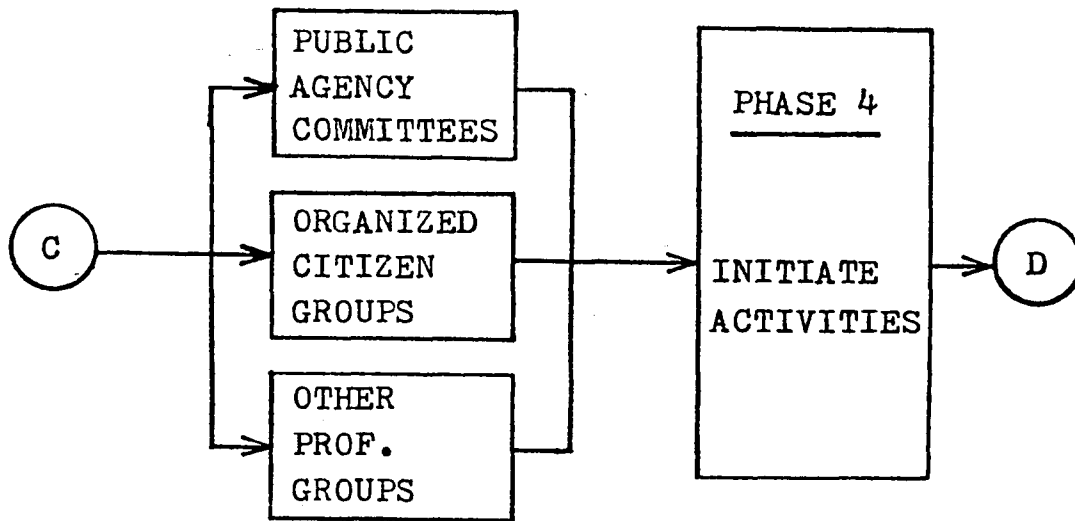 C
PUBLIC
AGENCY
COMMITTEES
ORGANIZED
CITIZEN
GROUPS
OTHER
PROF.
GROUPS
PHASE 4
INITIATE
ACTIVITIES
D